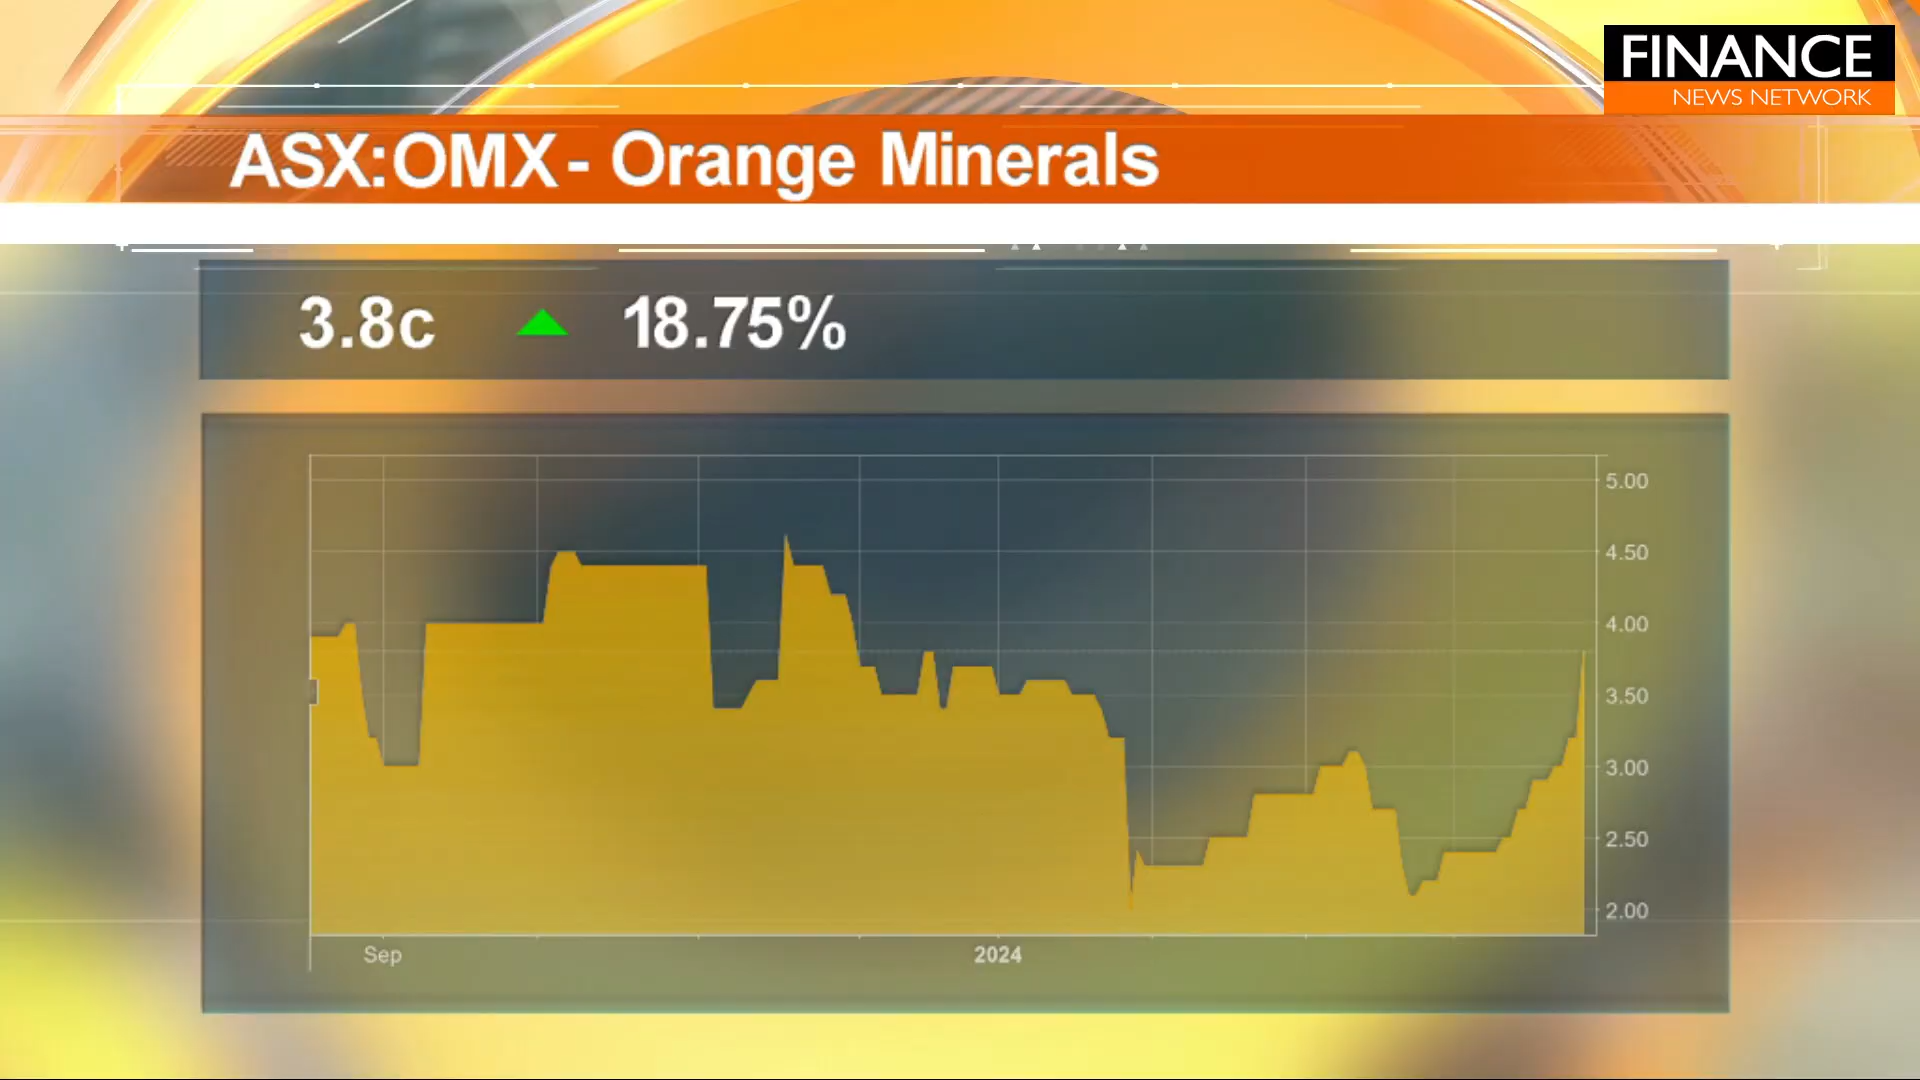 FINANCE
NEWS NETWORK
ASX:OMX - Orange Minerals
3.8c 18.75%
5.00
4.50
4.00
3.50
3.00
2.50
2.00
Sep 2024